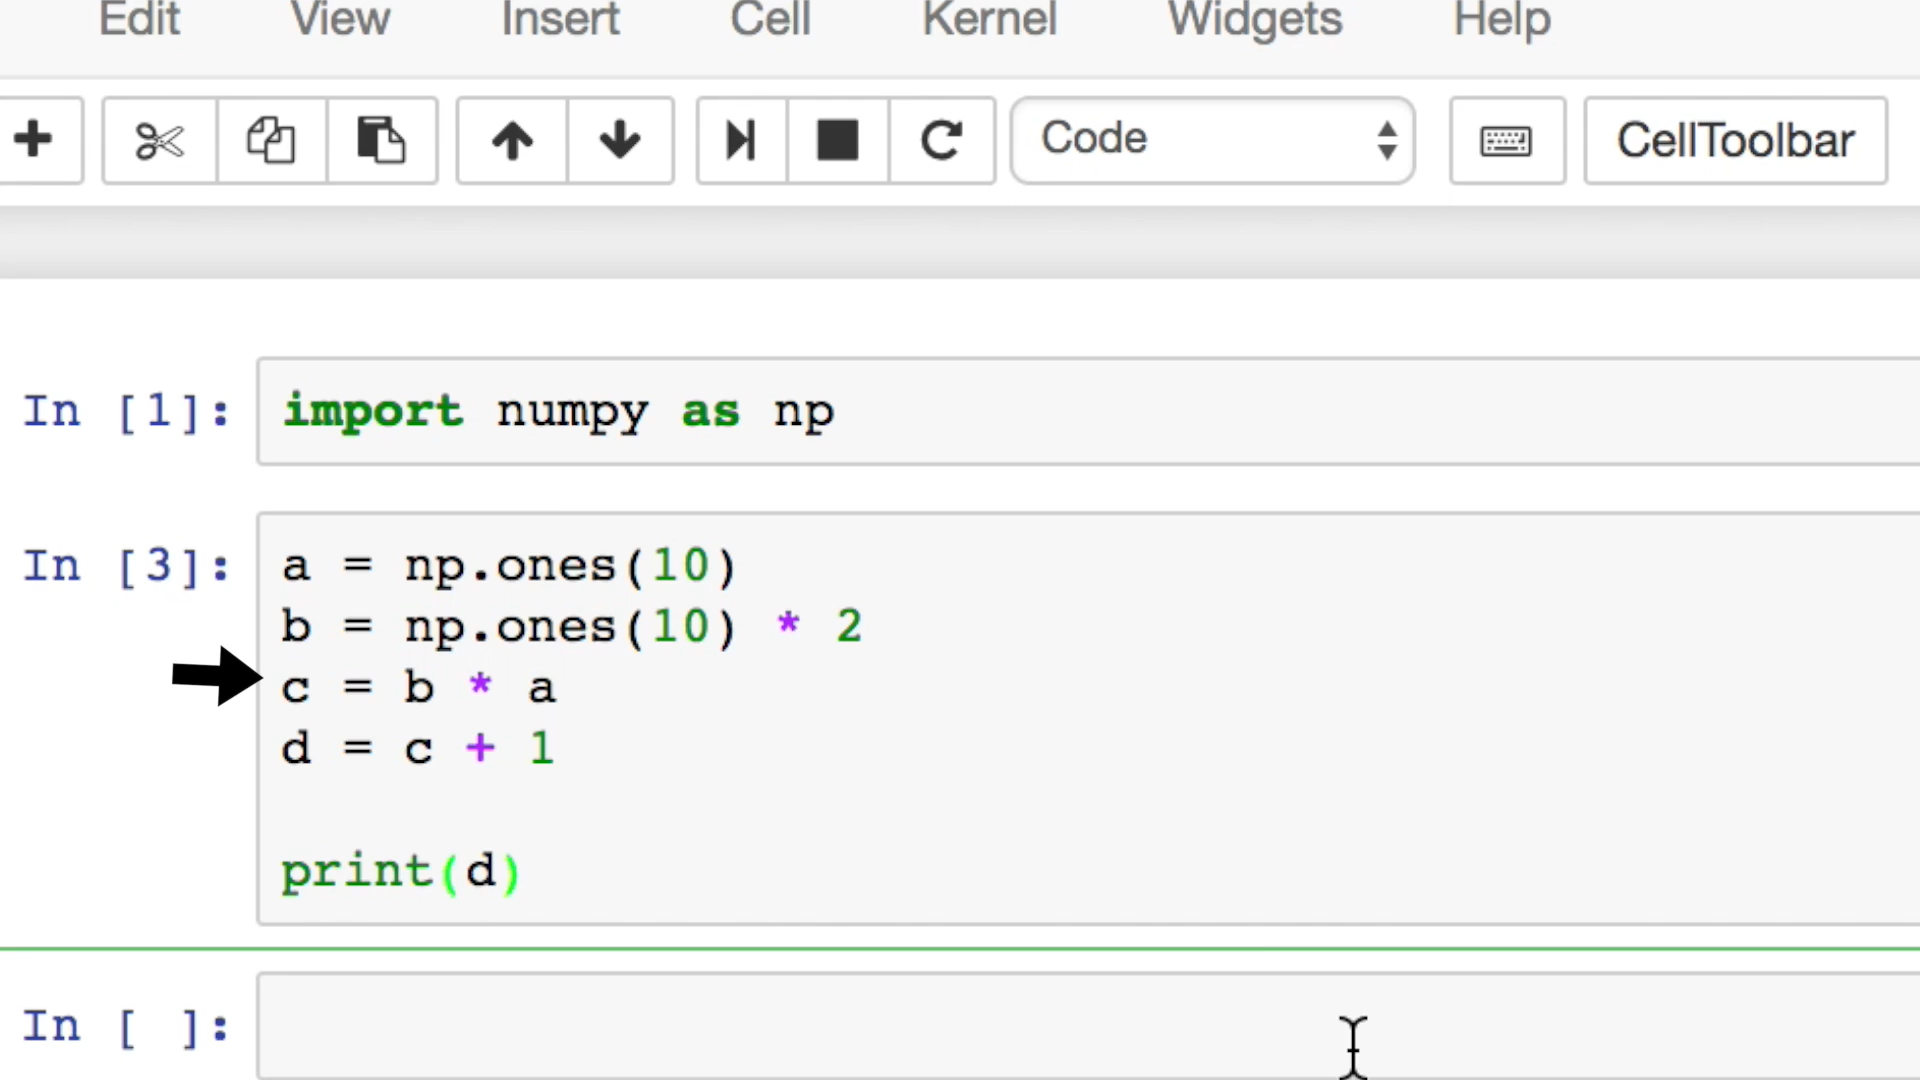 Edit View Insert Cell Kernel Widgets Help
Code CellToolbar
In [1]: import numpy as np
In [3]: a = np.ones(10)
b = np.ones(10) * 2
c = b * a
d = c + 1
print(d)
In [ ]: